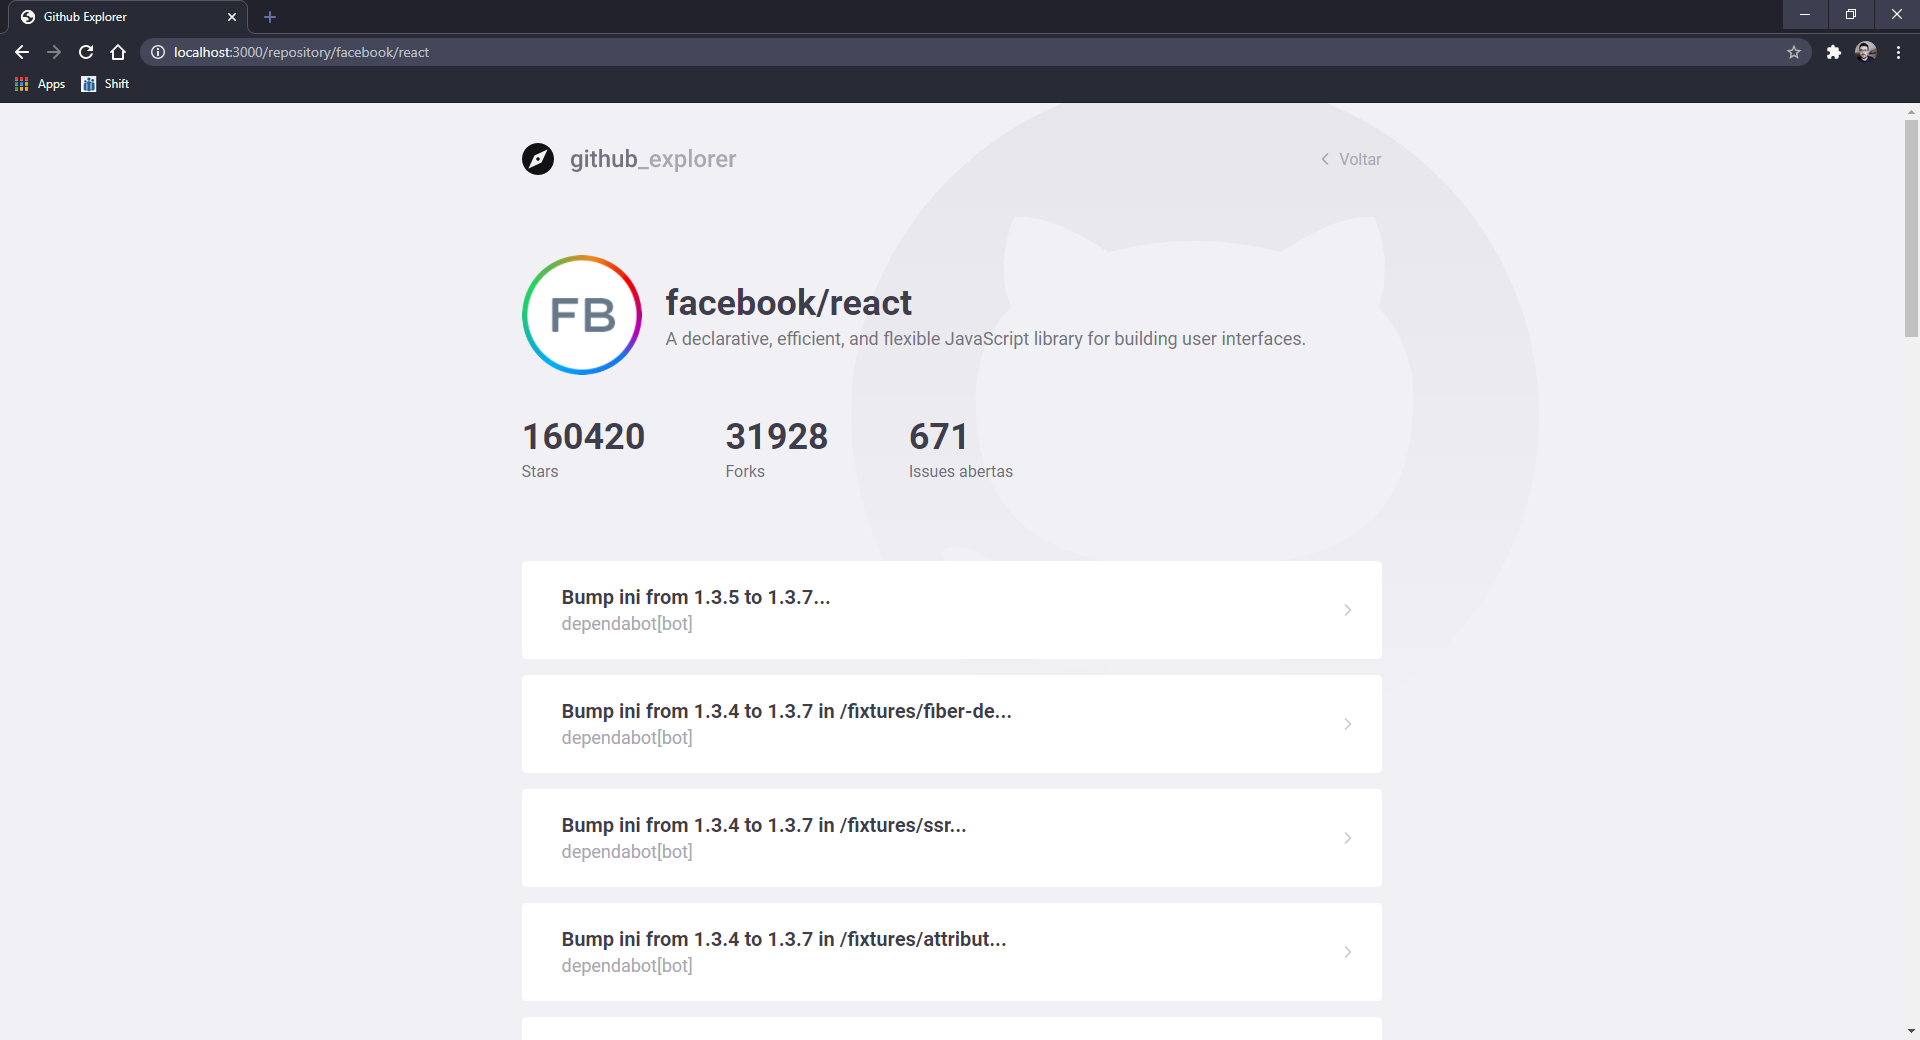 Github Explorer
localhost:3000/repository/facebook/react
Apps Shift
github_explorer
Voltar
FB
facebook/react
A declarative, efficient, and flexible JavaScript library for building user interfaces.
160420 31928 671
Stars Forks Issues abertas
Bump ini from 1.3.5 to 1.3.7...
dependabot[bot]
Bump ini from 1.3.4 to 1.3.7 in /fixtures/fiber-de...
dependabot[bot]
Bump ini from 1.3.4 to 1.3.7 in /fixtures/ssr...
dependabot[bot]
Bump ini from 1.3.4 to 1.3.7 in /fixtures/attribut...
dependabot[bot]